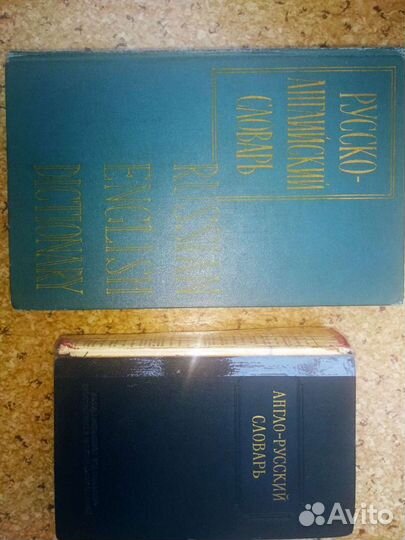 РУССКО-
АНГЛИЙСКИЙ
СЛОВАРЬ
RUSSIAN
ENGLISH
DICTIONARY
АНГЛО-РУССКИЙ
СЛОВАРЬ
Avito